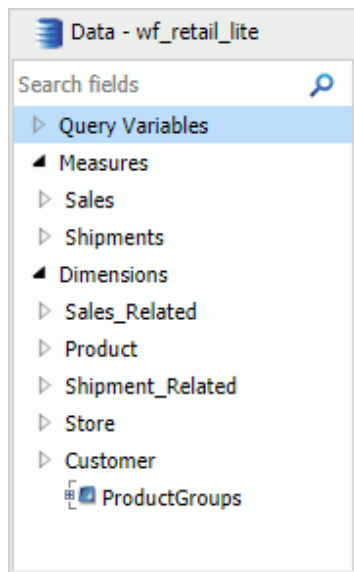 Data - wf_retail_lite
Search fields
Query Variables
Measures
Sales
Shipments
Dimensions
Sales_Related
Product
Shipment_Related
Store
Customer
ProductGroups